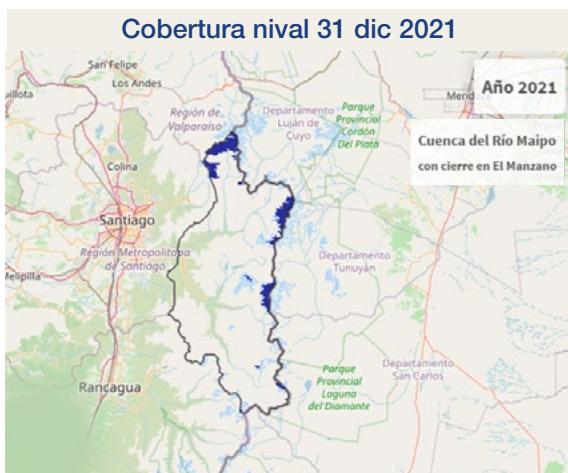 Cobertura nival 31 dic 2021
San Felipe
Los Andes
Mendo
Año 2021
Región de
Valparaíso
Departamento
Luján de
Cuyo
Parque
Provincial
Cordón
Del Plata
Cuenca del Río Maipo
con cierre en El Manzano
Colina
Santiago
Región Metropolitana
de Santiago
Melipilla
Departamento
Tunuyán
Rancagua
Parque
Provincial
Laguna
del Diamante
Departamento
San Carlos